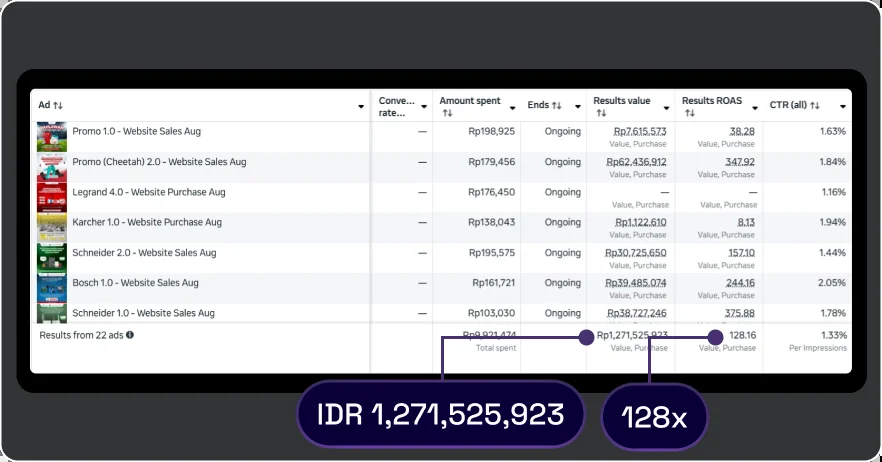 Ad ↑↓ Conve... rate... Amount spent ↑↓ Ends ↑↓ Results value ↑↓ Results ROAS ↑↓ CTR (all) ↑↓
Promo 1.0 - Website Sales Aug — Rp198,925 Ongoing Rp7,615,573 38.28 1.63%
Value, Purchase Value, Purchase
Promo (Cheetah) 2.0 - Website Sales Aug — Rp179,456 Ongoing Rp62,436,912 347.92 1.84%
Value, Purchase Value, Purchase
Legrand 4.0 - Website Purchase Aug — Rp176,450 Ongoing — — 1.16%
Value, Purchase Value, Purchase
Karcher 1.0 - Website Purchase Aug — Rp138,043 Ongoing Rp1,122,610 8.13 1.94%
Value, Purchase Value, Purchase
Schneider 2.0 - Website Sales Aug — Rp195,575 Ongoing Rp30,725,650 157.10 1.44%
Value, Purchase Value, Purchase
Bosch 1.0 - Website Sales Aug — Rp161,721 Ongoing Rp39,485,074 244.16 2.05%
Value, Purchase Value, Purchase
Schneider 1.0 - Website Sales Aug — Rp103,030 Ongoing Rp38,727,246 375.88 1.78%
Results from 22 ads Rp9,921,474 Rp1,271,525,923 128.16 1.33%
Total spent Value, Purchase Value, Purchase Per Impressions
IDR 1,271,525,923 128x